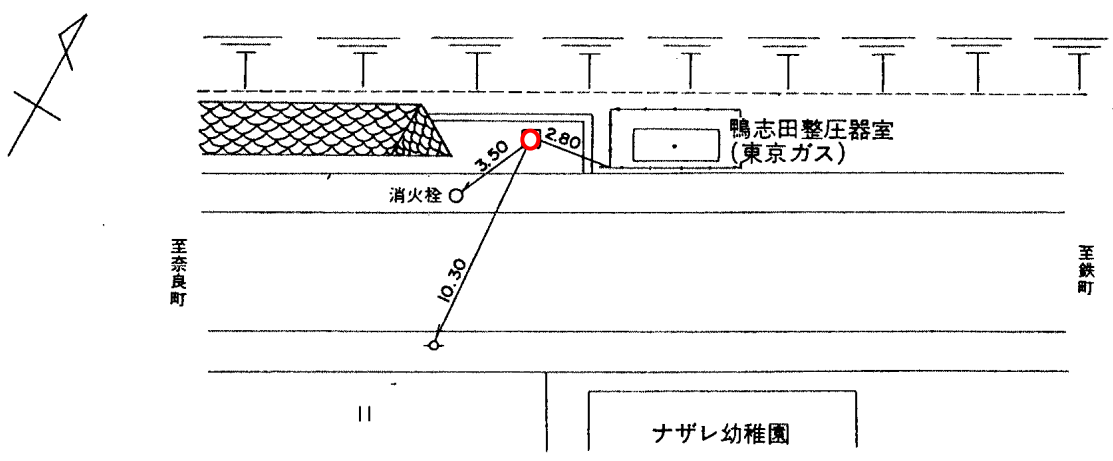 鴨志田整圧器室
(東京ガス)
2.80
3.50
消火栓
至奈良町
至鉄町
10.30
ナザレ幼稚園